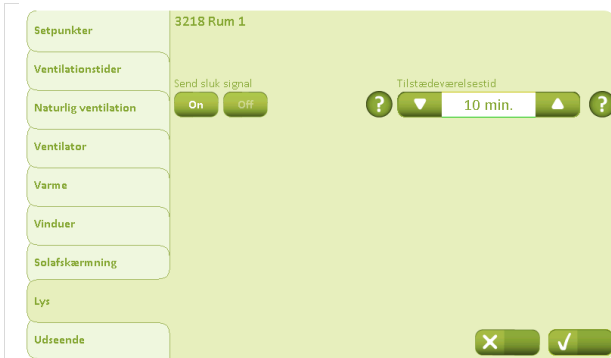 3218 Rum 1
Setpunkter
Ventilationstider
Naturlig ventilation
Ventilator
Varme
Vinduer
Solafskærmning
Lys
Udseende
Send sluk signal
On Off
?
Tilstædeværelsestid
10 min.
?